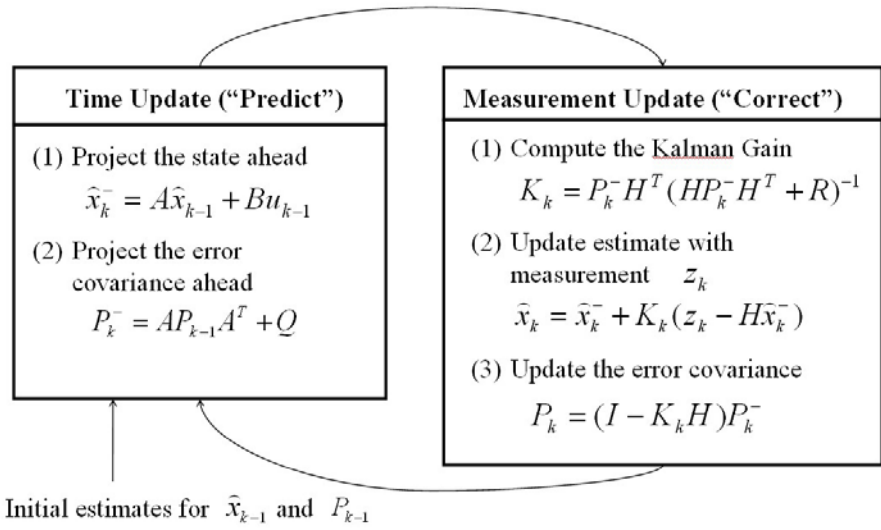 Time Update (“Predict”)
(1) Project the state ahead
x̂ₖ⁻ = Ax̂ₖ₋₁ + Buₖ₋₁
(2) Project the error
covariance ahead
Pₖ⁻ = APₖ₋₁Aᵀ + Q
Measurement Update (“Correct”)
(1) Compute the Kalman Gain
Kₖ = Pₖ⁻Hᵀ(HPₖ⁻Hᵀ + R)⁻¹
(2) Update estimate with
measurement zₖ
x̂ₖ = x̂ₖ⁻ + Kₖ(zₖ − Hx̂ₖ⁻)
(3) Update the error covariance
Pₖ = (I − KₖH)Pₖ⁻
Initial estimates for x̂ₖ₋₁ and Pₖ₋₁